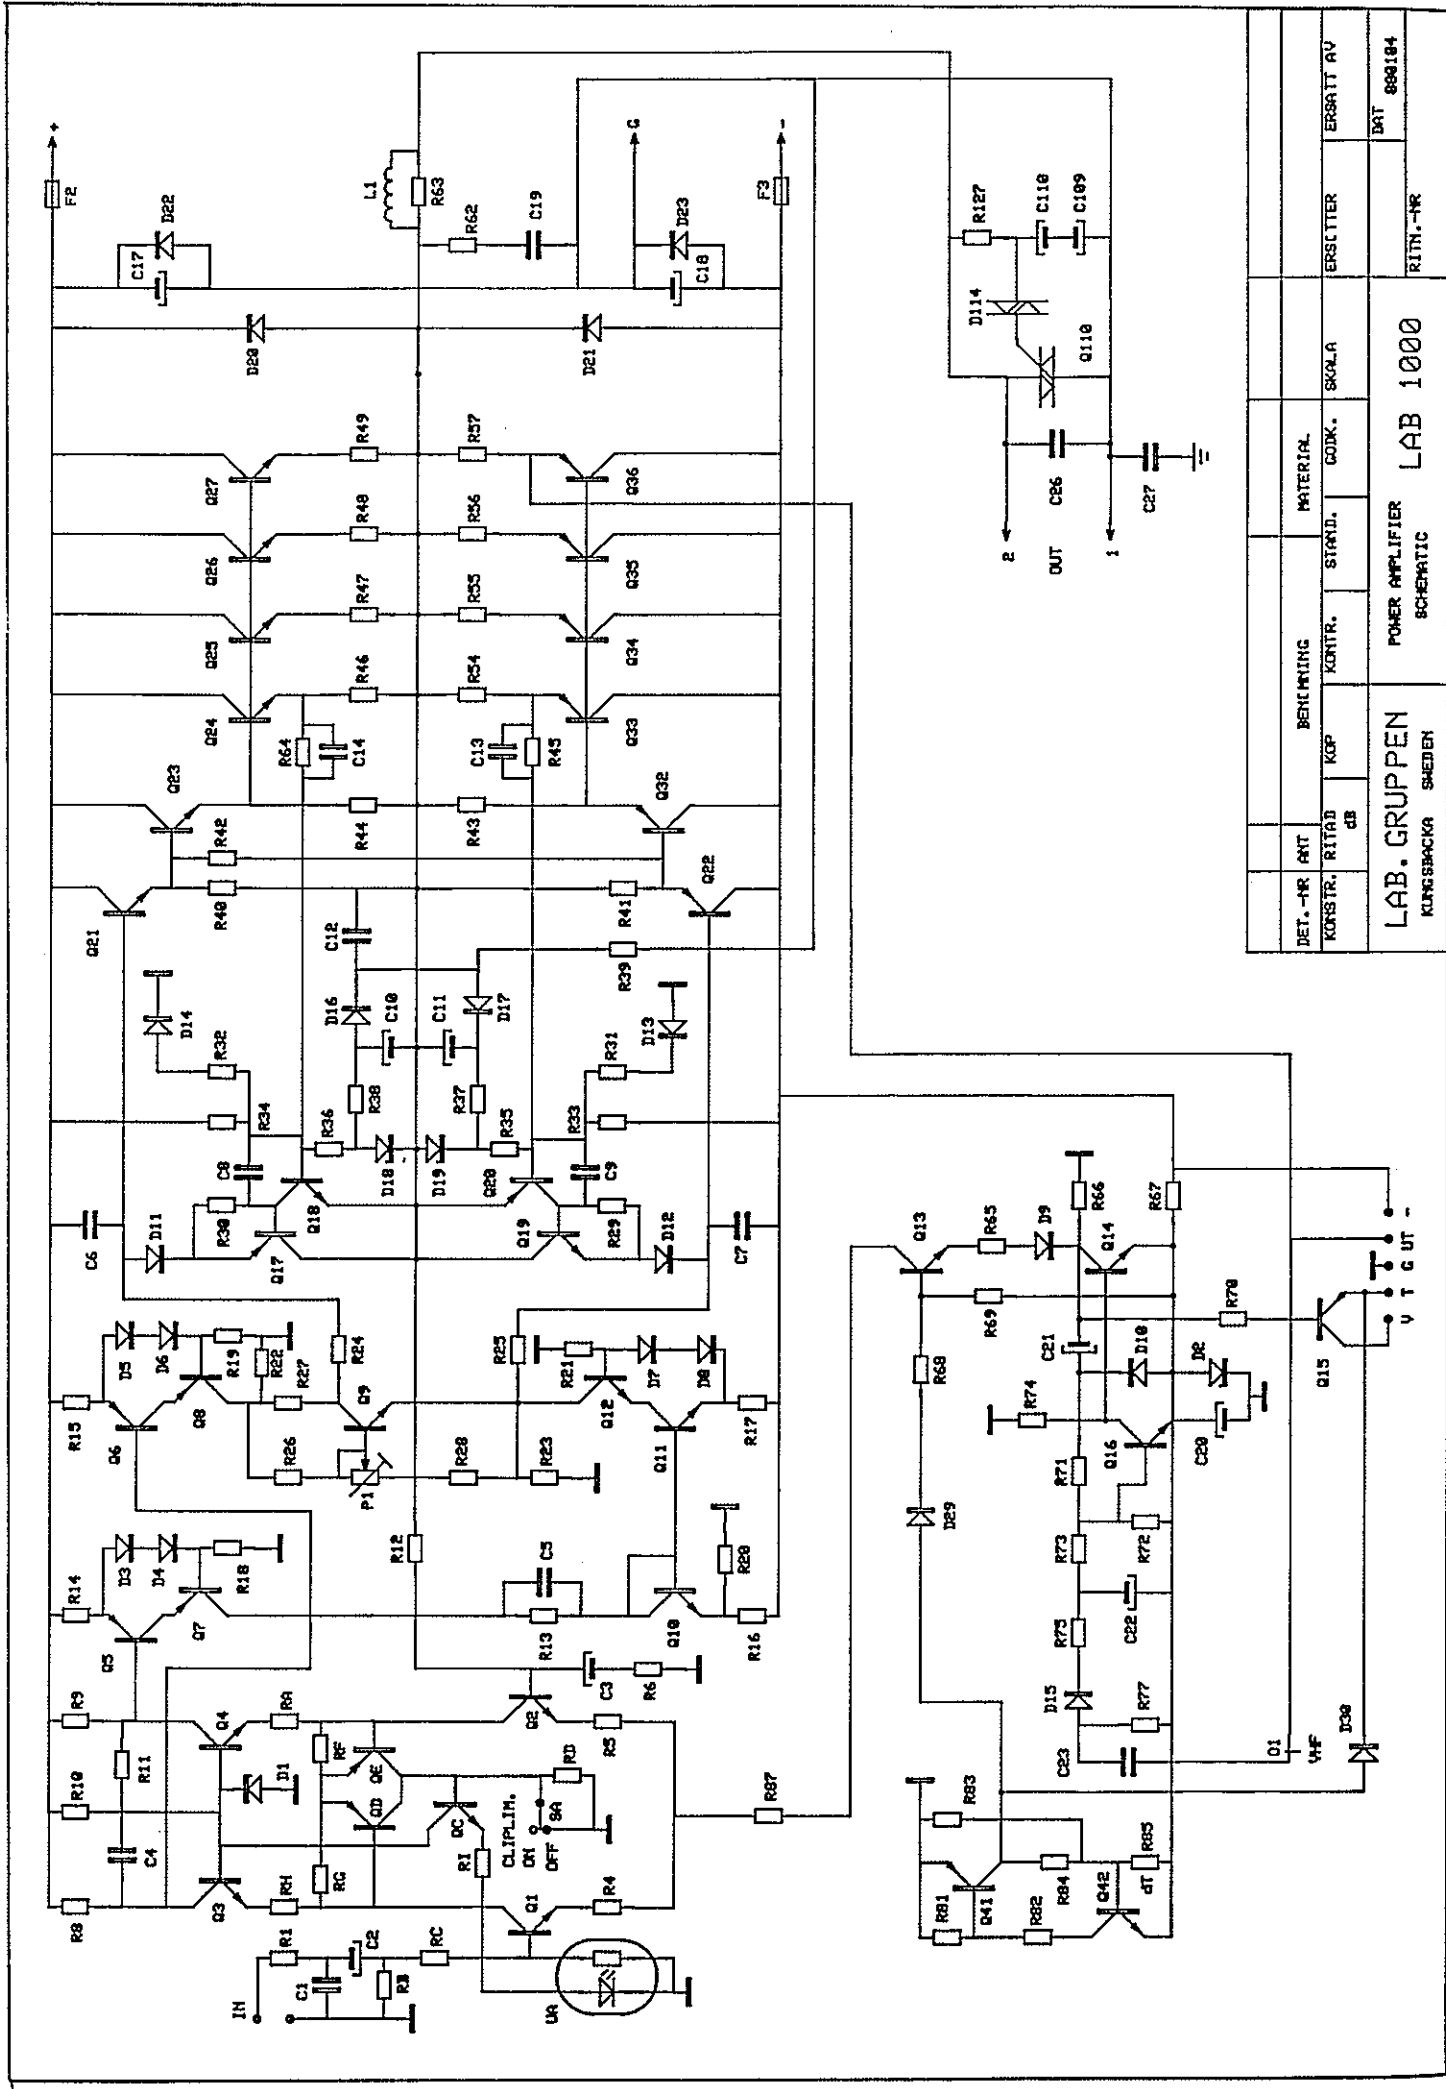 +
F2
C17
D22
L1
R63
R62
C19
G
C18
D23
F3
-
D20
D21
Q27
R49
R57
Q36
Q26
R48
R56
Q35
Q25
R47
R55
Q34
Q24
R46
R54
Q33
R64
C14
C13
R45
Q23
R44
R43
Q32
R42
Q21
R40
R41
Q22
C12
R39
D14
D16
C10
C11
D17
D13
R32
R38
R37
R31
R34
R36
R35
R33
C8
D18
D19
Q20
C9
C6
D11
R30
Q18
Q17
Q19
R29
D12
C7
R15
D5
D6
R19
R22
R27
R24
R25
R21
D7
D8
Q6
Q8
Q9
Q12
Q11
R17
R26
P1
R28
R23
R12
R14
D3
D4
R18
C5
R20
Q5
Q7
R13
Q10
R16
R9
Q4
RA
C3
R6
R10
R11
D1
RF
QE
Q2
R5
RD
C4
QD
QC
CLIPLIM.
ON
OFF
SA
R87
R8
Q3
RH
RG
RI
Q1
R4
IN
R1
C1
C2
RB
RC
UA
R127
C110
C109
D114
Q110
2
OUT
1
C26
C27
Q13
R65
D9
Q14
R66
R67
R68
R69
R70
C21
D10
D2
Q15
R74
Q16
C20
R71
R73
R72
D29
R75
C22
D15
R77
C23
D30
O1
VHF
V T G UT -
R83
R81
Q41
R82
R84
Q42
R85
dT
DET.-NR
ANT
BENEMNING
MATERIAL
KONSTR.
RITAD
dB
KOP
KONTR.
STAND.
GODK.
SKALA
ERSETTER
ERSATT AV
LAB.GRUPPEN
KUNGSBACKA SWEDEN
POWER AMPLIFIER
SCHEMATIC
LAB 1000
DAT 880104
RITN.-NR